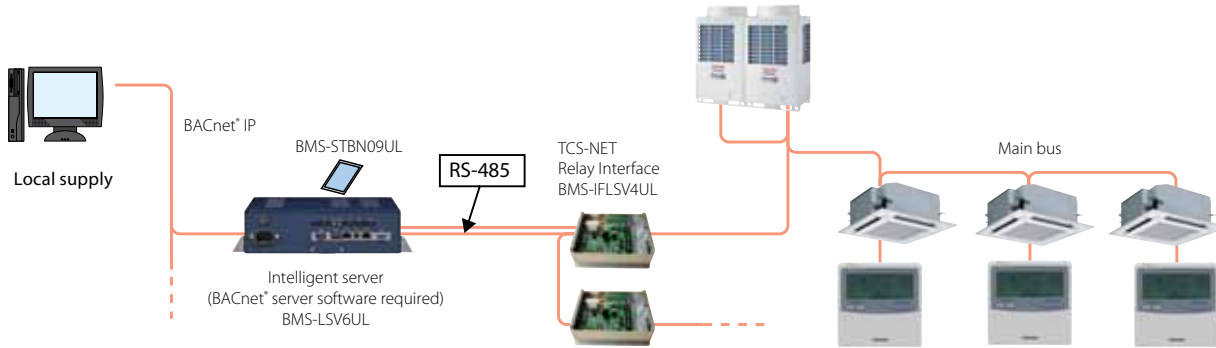 BACnet® IP
Local supply
BMS-STBN09UL
RS-485
Intelligent server
(BACnet® server software required)
BMS-LSV6UL
TCS-NET
Relay Interface
BMS-IFLSV4UL
Main bus